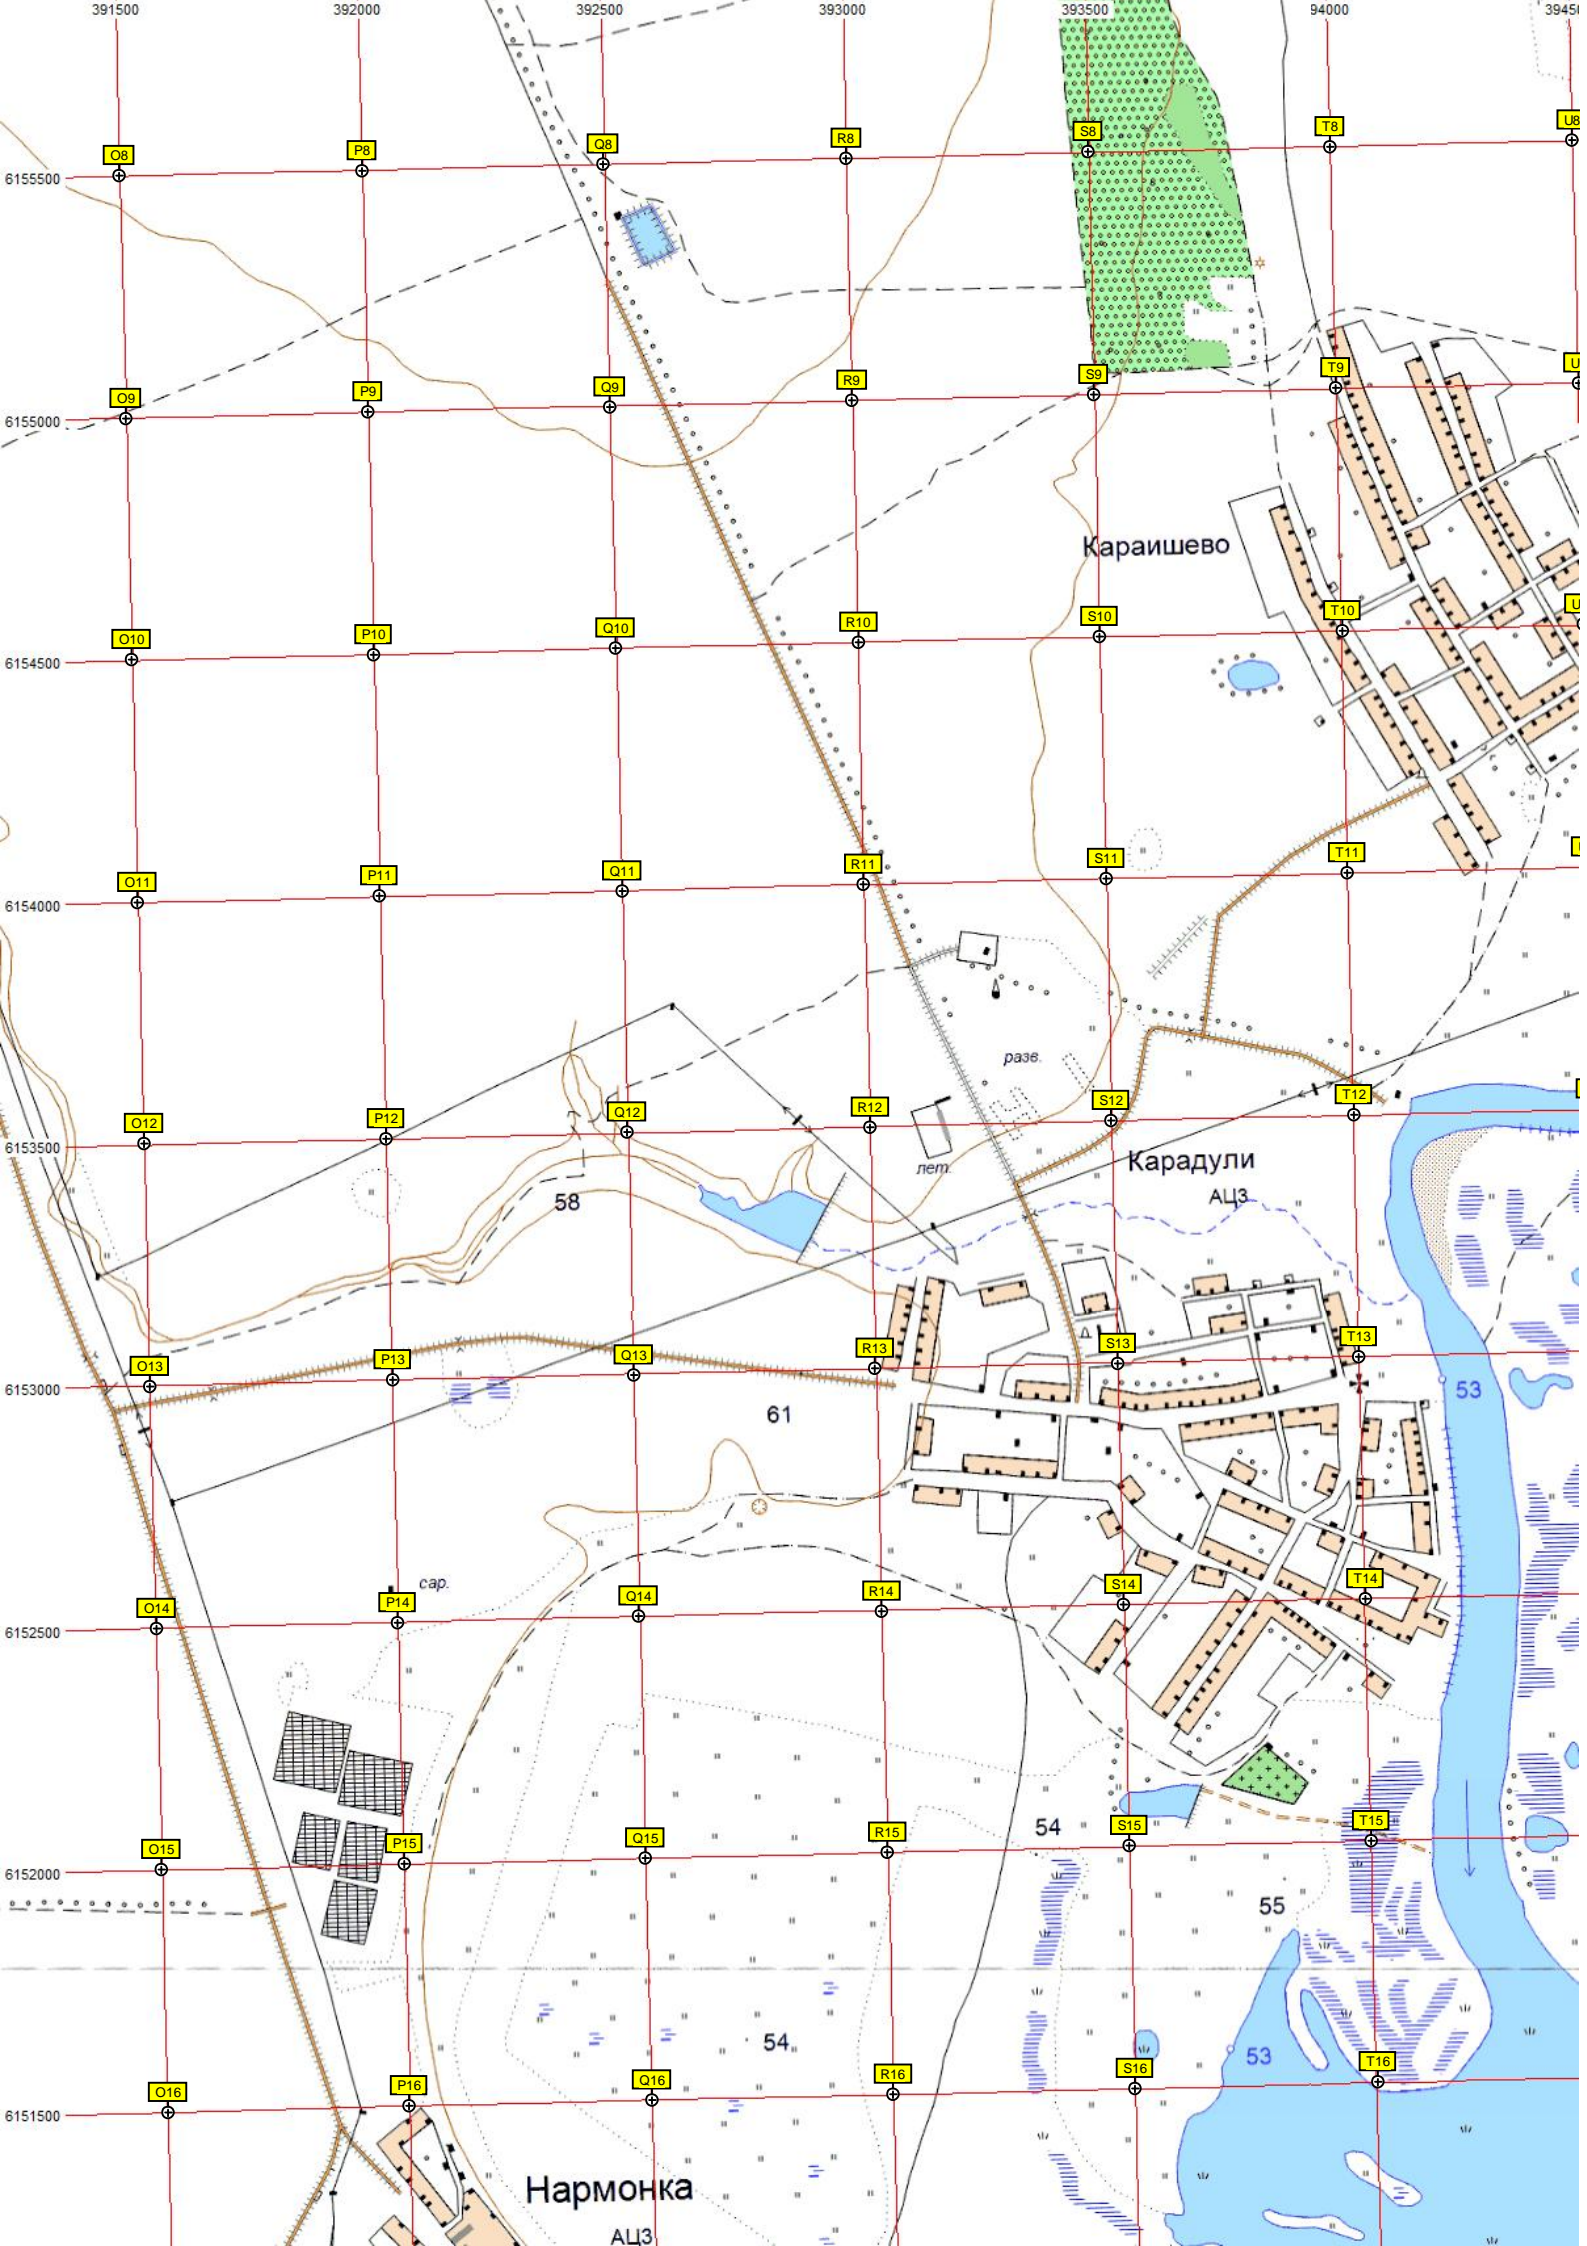 391500 392000 392500 393000 393500 94000
O8 P8 Q8 R8 S8 T8 U8
6155500
O9 P9 Q9 R9 S9 T9 U
6155000
Караишево
O10 P10 Q10 R10 S10 T10 U
6154500
O11 P11 Q11 R11 S11 T11
6154000
разв.
O12 P12 Q12 R12 S12 T12
6153500
лет.
Карадули
АЦЗ
58
O13 P13 Q13 R13 S13 T13
6153000
53
61
сар.
O14 P14 Q14 R14 S14 T14
6152500
54
O15 P15 Q15 R15 S15 T15
6152000
55
54
53
O16 P16 Q16 R16 S16 T16
6151500
Нармонка
АЦЗ